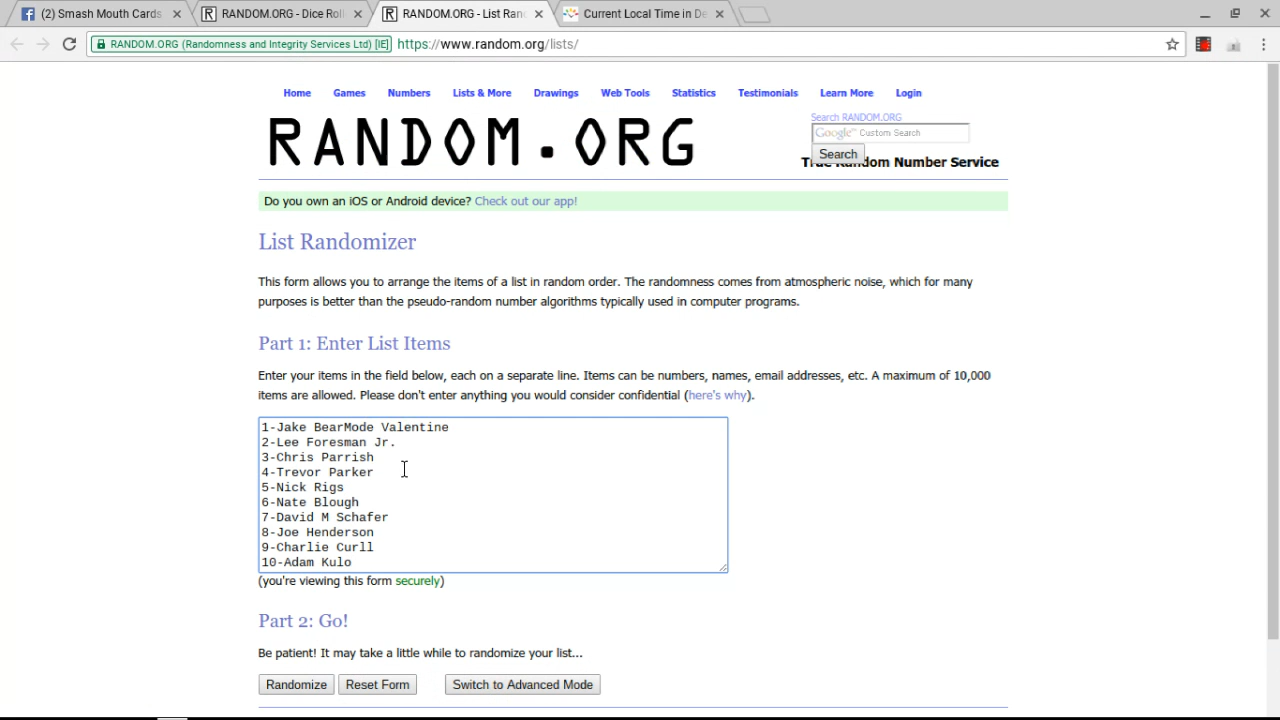 (2) Smash Mouth Cards
RANDOM.ORG - Dice Roll
RANDOM.ORG - List Ran
Current Local Time in De
RANDOM.ORG (Randomness and Integrity Services Ltd) [IE]
https://www.random.org/lists/
Home Games Numbers Lists & More Drawings Web Tools Statistics Testimonials Learn More Login
Search RANDOM.ORG
RANDOM.ORG
Google™ Custom Search
Search
True Random Number Service
Do you own an iOS or Android device? Check out our app!
List Randomizer
This form allows you to arrange the items of a list in random order. The randomness comes from atmospheric noise, which for many
purposes is better than the pseudo-random number algorithms typically used in computer programs.
Part 1: Enter List Items
Enter your items in the field below, each on a separate line. Items can be numbers, names, email addresses, etc. A maximum of 10,000
items are allowed. Please don't enter anything you would consider confidential (here's why).
1-Jake BearMode Valentine
2-Lee Foresman Jr.
3-Chris Parrish
4-Trevor Parker
5-Nick Rigs
6-Nate Blough
7-David M Schafer
8-Joe Henderson
9-Charlie Curll
10-Adam Kulo
(you're viewing this form securely)
Part 2: Go!
Be patient! It may take a little while to randomize your list...
Randomize Reset Form Switch to Advanced Mode